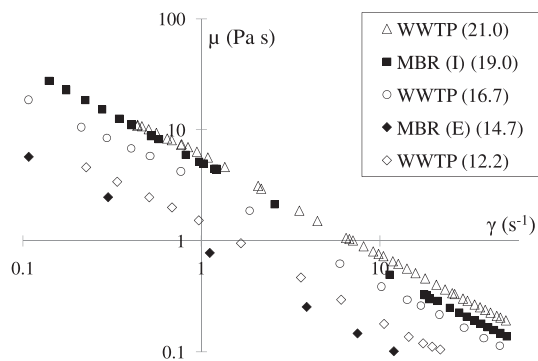 100
μ (Pa s)
WWTP (21.0)
MBR (I) (19.0)
WWTP (16.7)
MBR (E) (14.7)
WWTP (12.2)
10
γ (s-1)
1
0.1
1
10
0.1